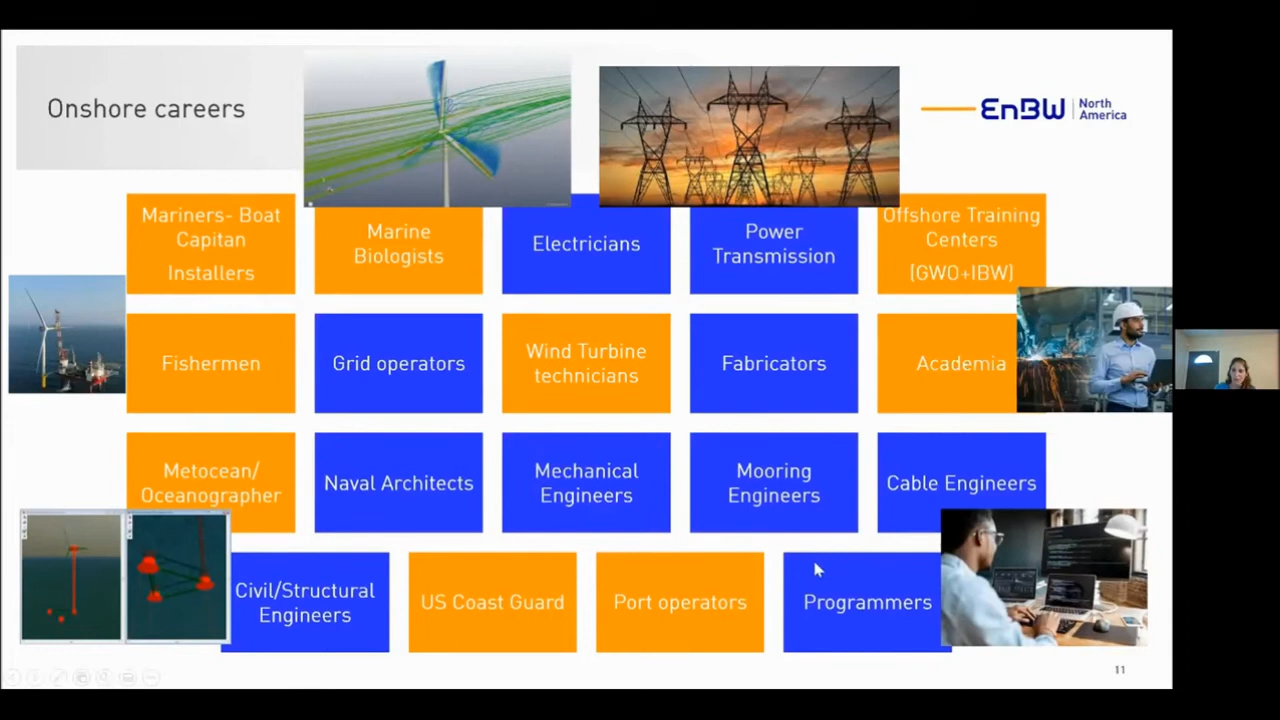 Onshore careers
EnBW
North
America
Mariners- Boat
Capitan
Installers
Marine
Biologists
Electricians
Power
Transmission
Offshore Training
Centers
(GWO+IBW)
Fishermen
Grid operators
Wind Turbine
technicians
Fabricators
Academia
Metocean/
Oceanographer
Naval Architects
Mechanical
Engineers
Mooring
Engineers
Cable Engineers
Civil/Structural
Engineers
US Coast Guard
Port operators
Programmers
11